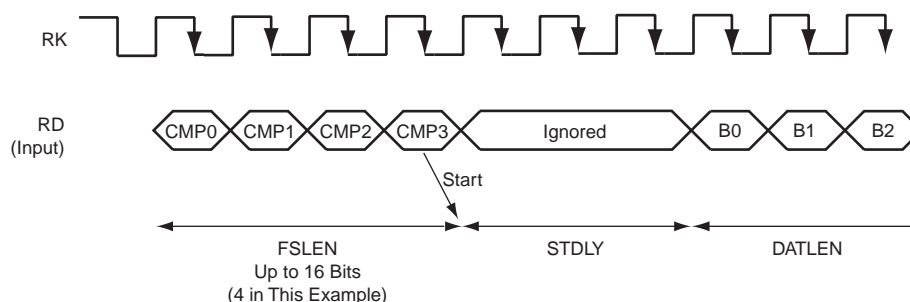 RK
RD
(Input)
CMP0 CMP1 CMP2 CMP3 Ignored B0 B1 B2
Start
FSLEN
Up to 16 Bits
(4 in This Example)
STDLY
DATLEN